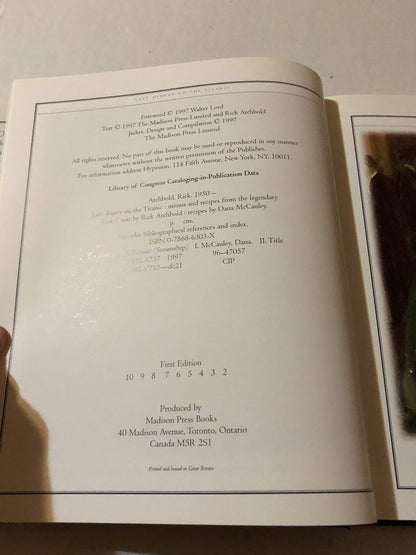 LAST DINNER ON THE TITANIC
Foreword © 1997 Walter Lord
Text © 1997 The Madison Press Limited and Rick Archbold
Jacket, Design and Compilation © 1997
The Madison Press Limited
All rights reserved. No part of this book may be used or reproduced in any manner
whatsoever without the written permission of the Publisher.
For information address Hyperion, 114 Fifth Avenue, New York, NY, 10011.
Library of Congress Cataloging-in-Publication Data
Archbold, Rick, 1950 –
Last dinner on the Titanic : menus and recipes from the legendary
liner / text by Rick Archbold : recipes by Dana McCauley.
p. cm.
Includes bibliographical references and index.
ISBN 0-7868-6303-X
Titanic (Steamship) I. McCauley, Dana. II. Title
1997 96-47057
—dc21 CIP
First Edition
10 9 8 7 6 5 4 3 2
Produced by
Madison Press Books
40 Madison Avenue, Toronto, Ontario
Canada M5R 2S1
Printed and bound in Great Britain